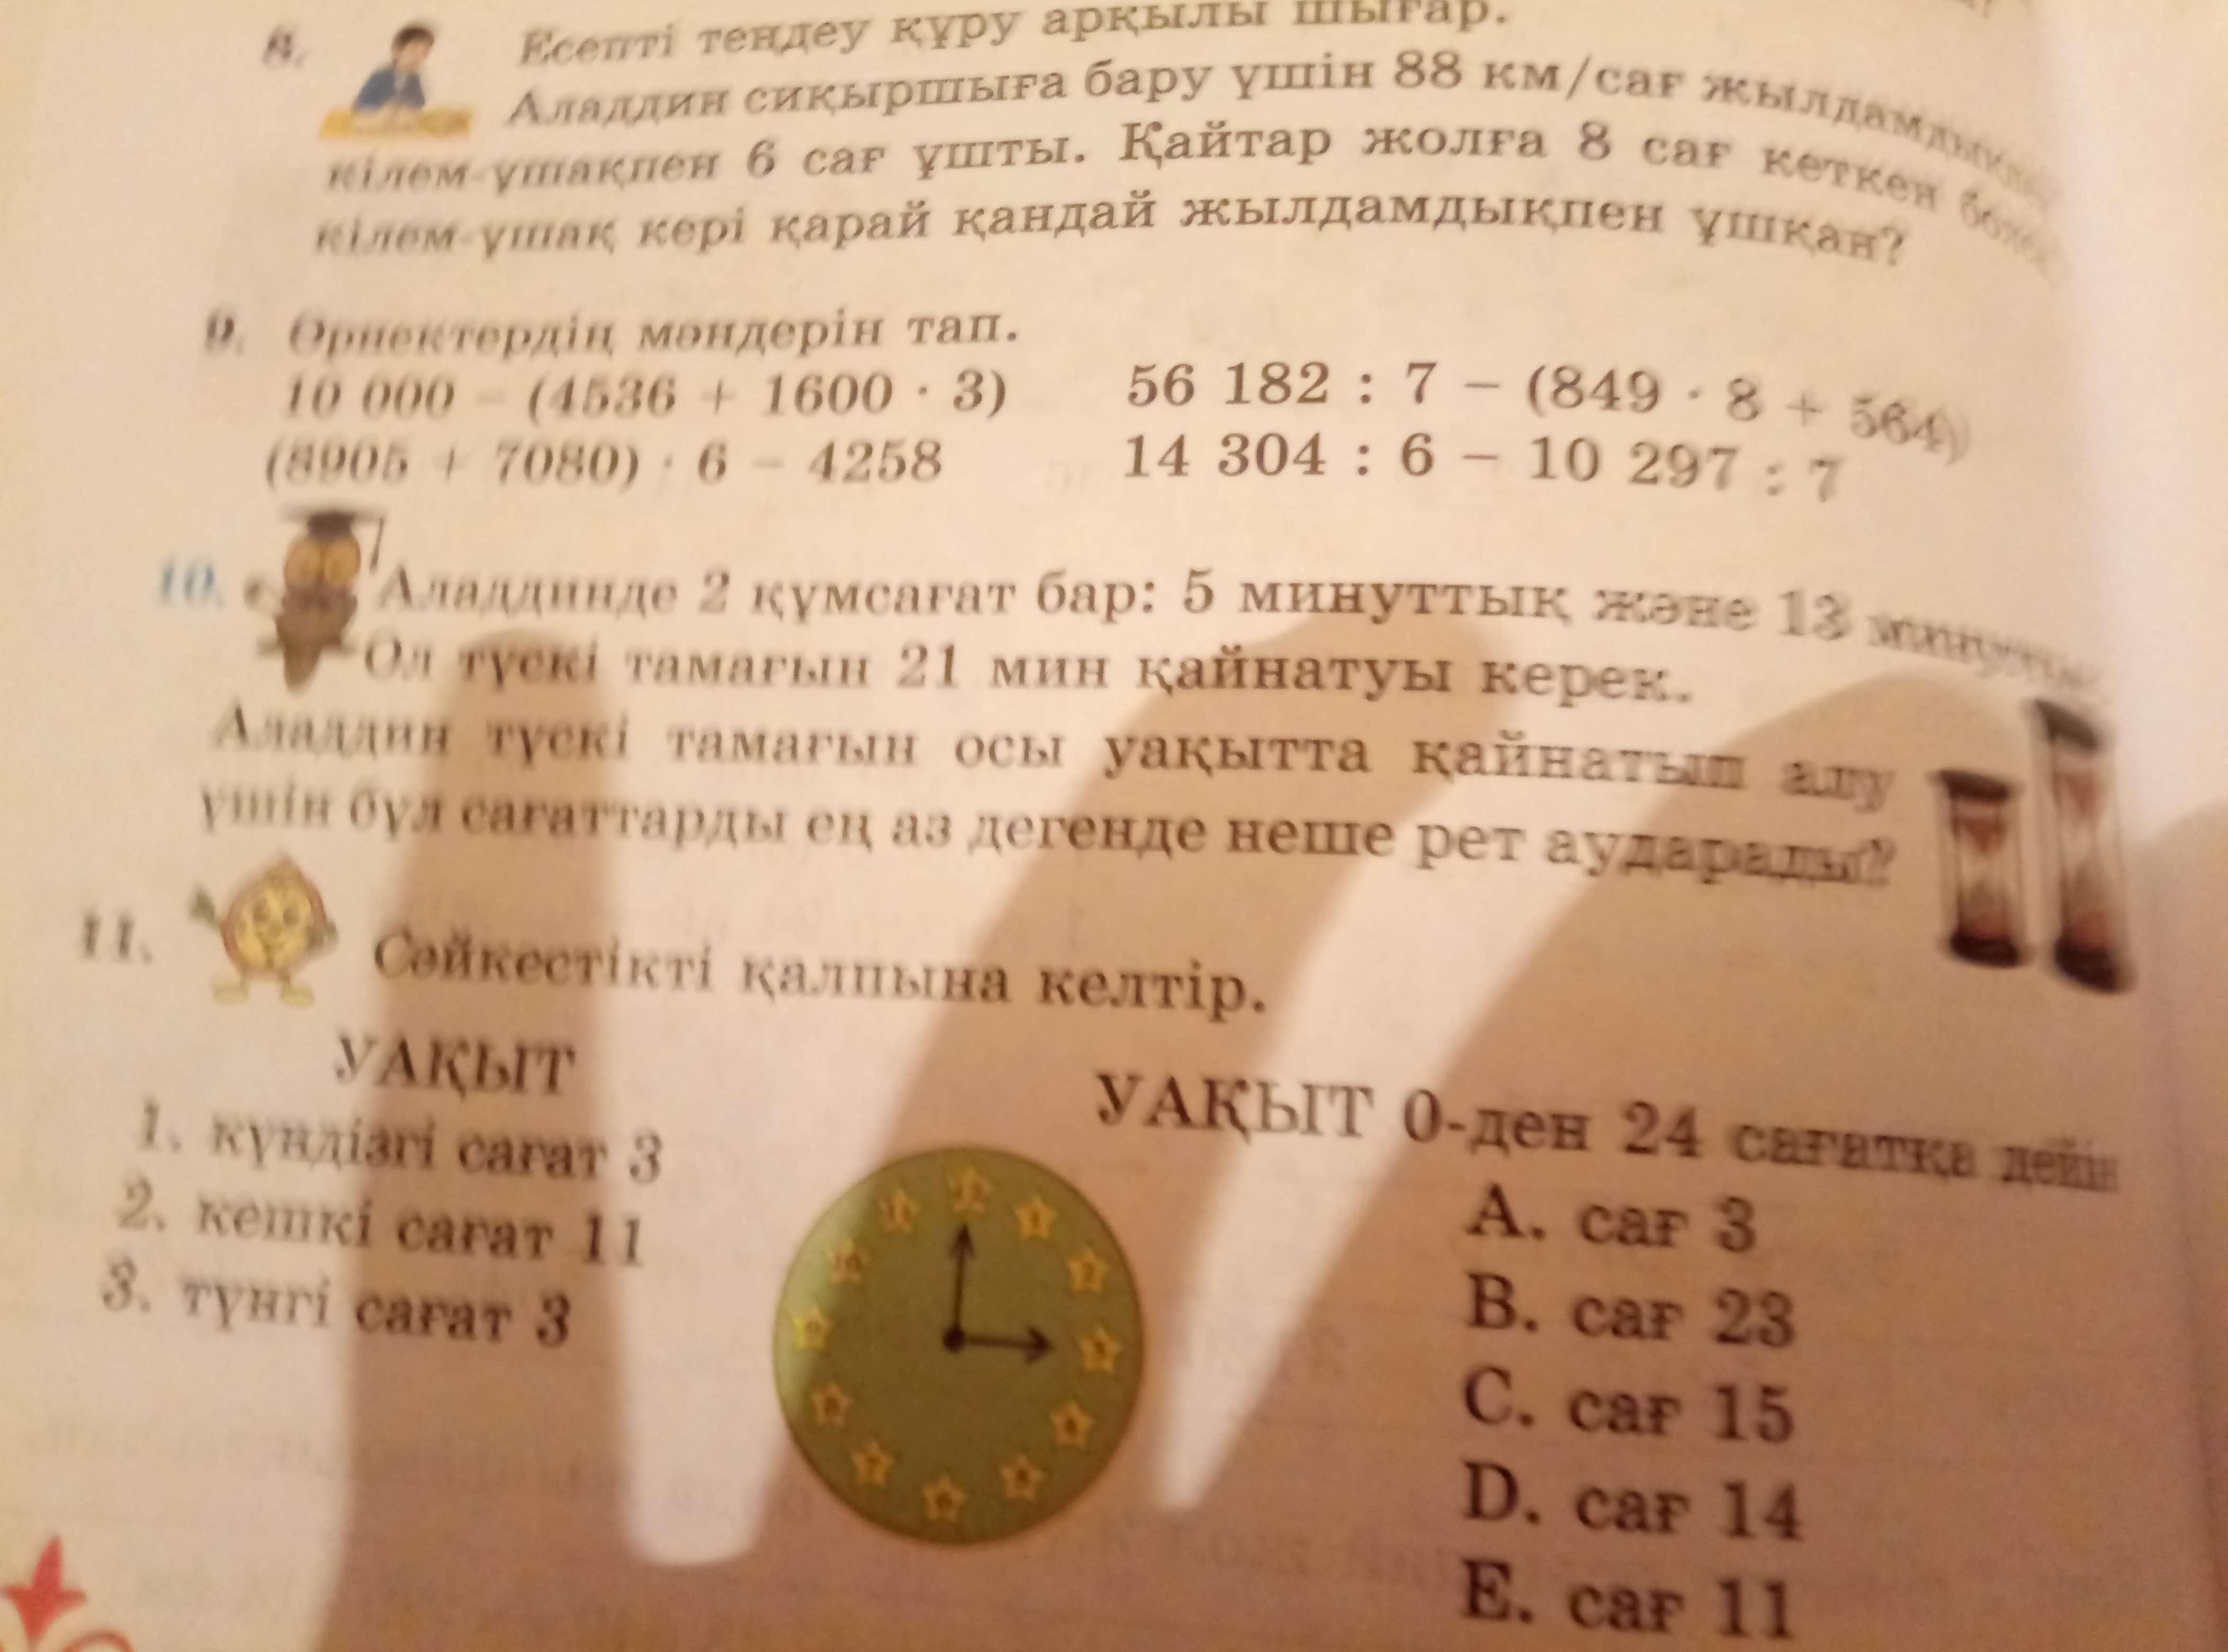 8. Есепті теңдеу құру арқылы шығар.
Аладдин сиқыршыға бару үшін 88 км/сағ жылдамдықпен
кілем-ұшақпен 6 сағ ұшты. Қайтар жолға 8 сағ кеткен болса,
кілем-ұшақ кері қарай қандай жылдамдықпен ұшқан?
9. Өрнектердің мәндерін тап.
10 000 – (4536 + 1600 · 3) 56 182 : 7 – (849 · 8 + 564)
(8905 + 7080) · 6 – 4258 14 304 : 6 – 10 297 : 7
10. Аладдинде 2 құмсағат бар: 5 минуттық және 13
Ол түскі тамағын 21 мин қайнатуы керек.
Аладдин түскі тамағын осы уақытта қайнатып алу
үшін бұл сағаттарды ең аз дегенде неше рет аударады?
11. Сәйкестікті қалпына келтір.
УАҚЫТ
1. күндізгі сағат 3
2. кешкі сағат 11
3. түнгі сағат 3
УАҚЫТ 0-ден 24 сағатқа дейін
A. сағ 3
B. сағ 23
C. сағ 15
D. сағ 14
E. сағ 11